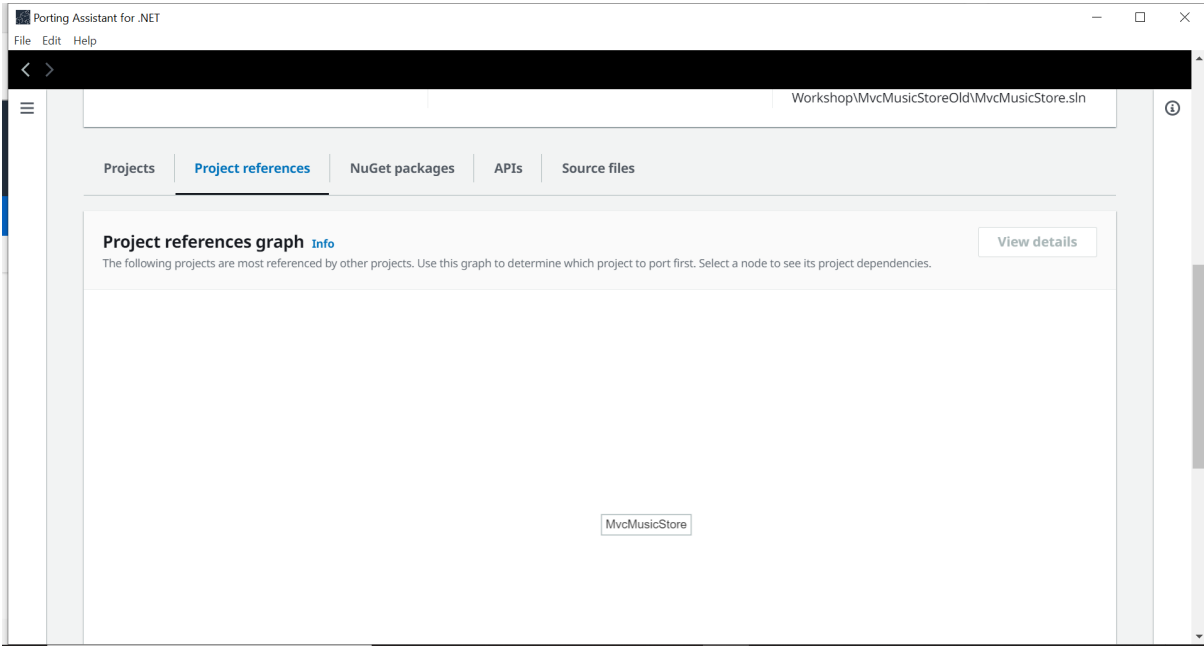 Porting Assistant for .NET
File Edit Help
Workshop\MvcMusicStoreOld\MvcMusicStore.sln
Projects Project references NuGet packages APIs Source files
Project references graph Info
View details
The following projects are most referenced by other projects. Use this graph to determine which project to port first. Select a node to see its project dependencies.
MvcMusicStore